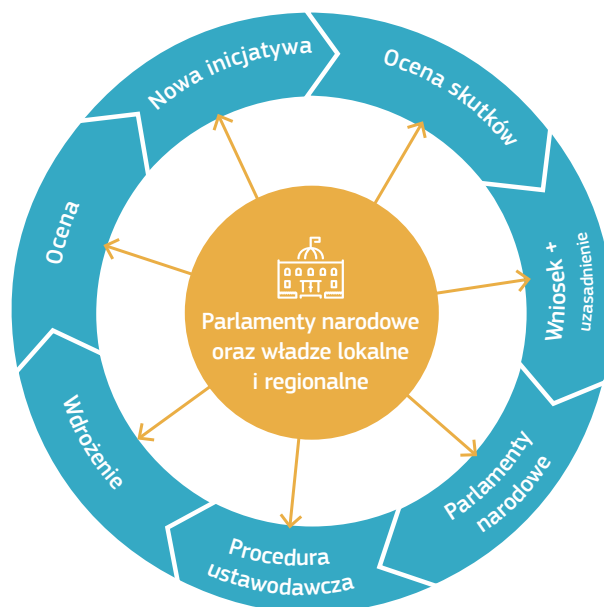 Nowa inicjatywa
Ocena skutków
Wniosek +
uzasadnienie
Parlamenty
narodowe
Procedura
ustawodawcza
Wdrożenie
Ocena
Parlamenty narodowe
oraz władze lokalne
i regionalne